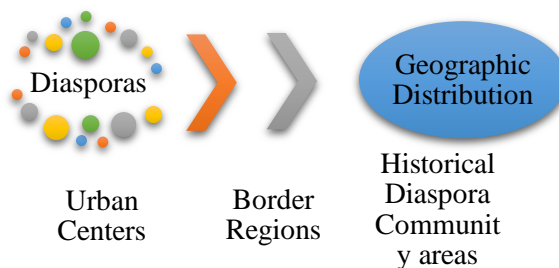 Diasporas
Geographic
Distribution
Urban
Centers
Border
Regions
Historical
Diaspora
Communit
y areas